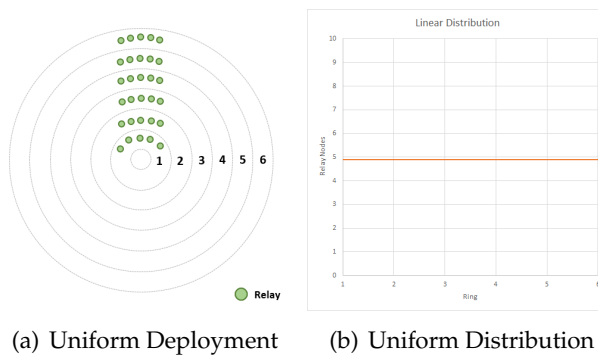 1 2 3 4 5 6
Relay
(a) Uniform Deployment
Linear Distribution
10
9
8
7
6
5
4
3
2
1
0
Relay Nodes
1 2 3 4 5 6
Ring
(b) Uniform Distribution